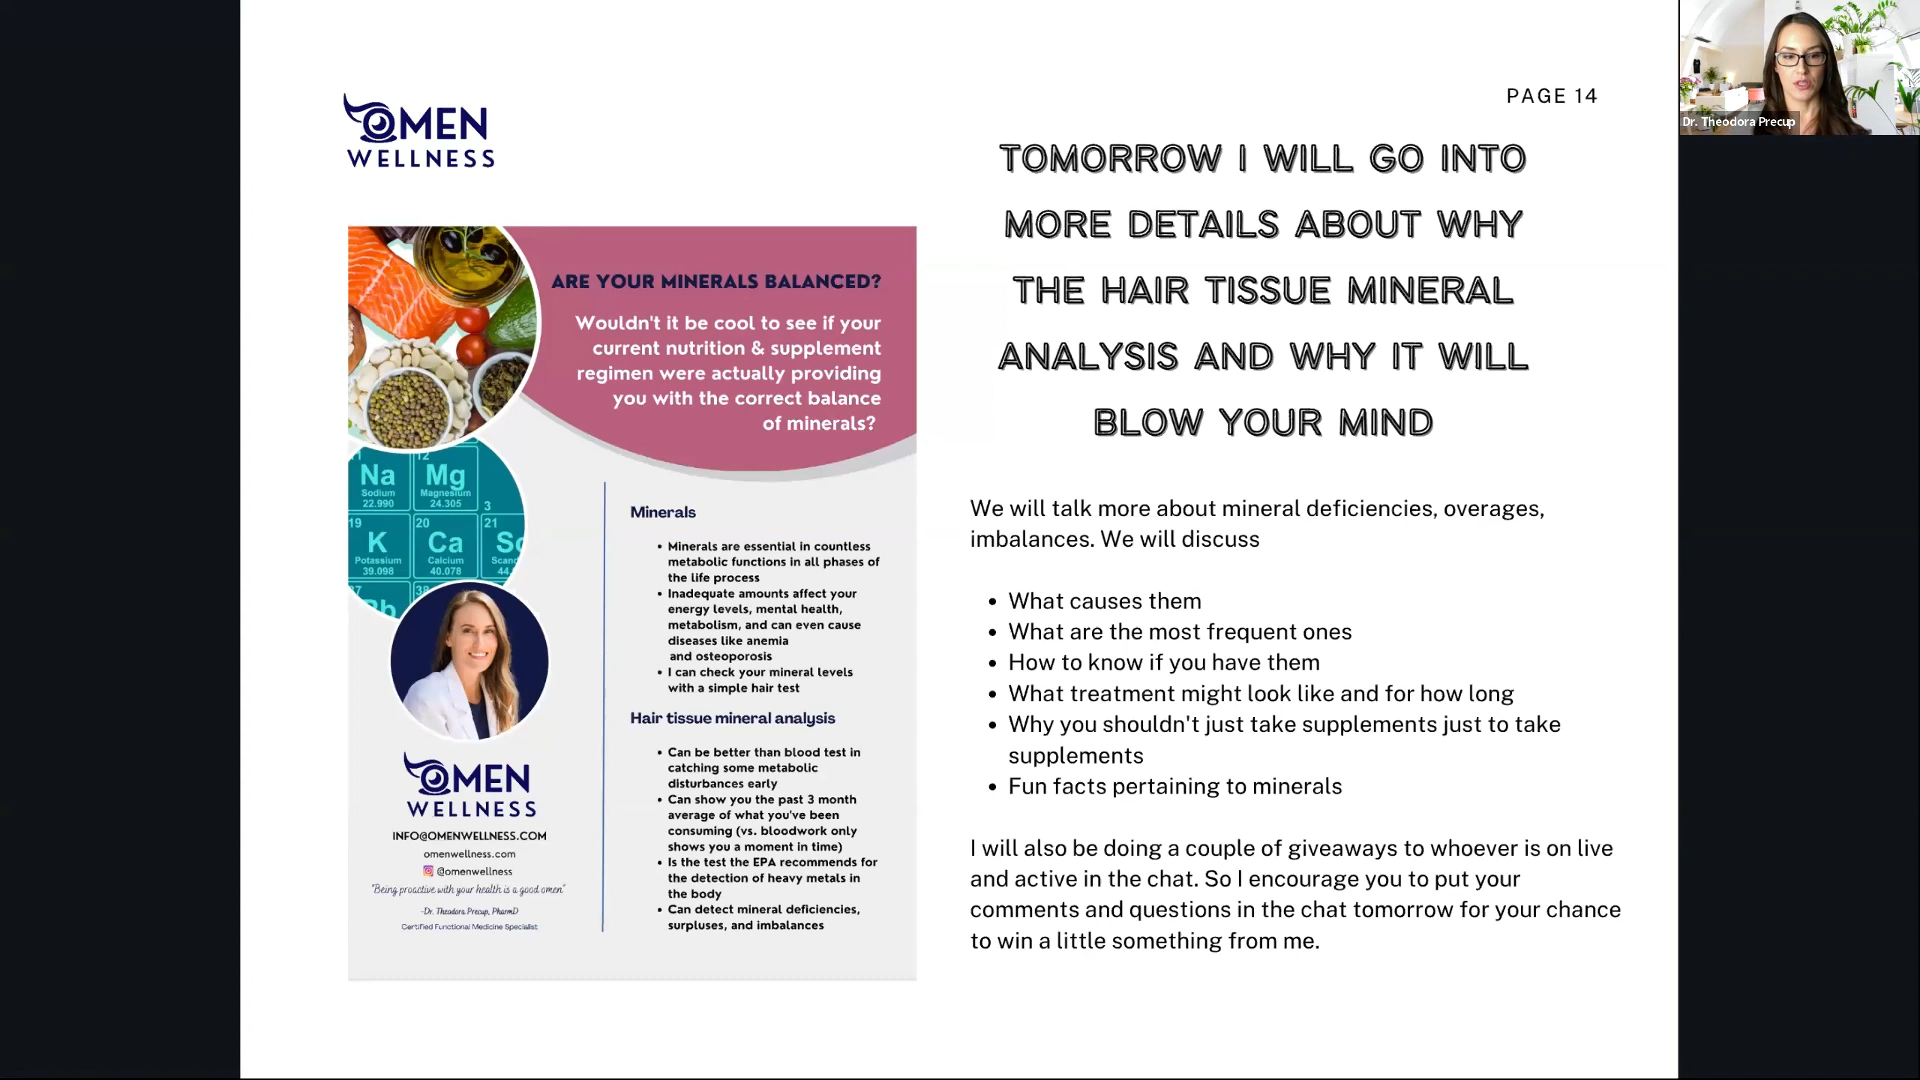 OMEN
WELLNESS
PAGE 14
Dr. Theodora Precup
TOMORROW I WILL GO INTO
MORE DETAILS ABOUT WHY
THE HAIR TISSUE MINERAL
ANALYSIS AND WHY IT WILL
BLOW YOUR MIND
ARE YOUR MINERALS BALANCED?
Wouldn't it be cool to see if your
current nutrition & supplement
regimen were actually providing
you with the correct balance
of minerals?
11
12
Na
Mg
Sodium
Magnesium
22.990
24.305
3
19
20
21
K
Ca
Sc
Potassium
Calcium
Scand
39.098
40.078
44.
37
38
Rb
Minerals
• Minerals are essential in countless
metabolic functions in all phases of
the life process
• Inadequate amounts affect your
energy levels, mental health,
metabolism, and can even cause
diseases like anemia
and osteoporosis
• I can check your mineral levels
with a simple hair test
Hair tissue mineral analysis
• Can be better than blood test in
catching some metabolic
disturbances early
• Can show you the past 3 month
average of what you've been
consuming (vs. bloodwork only
shows you a moment in time)
• Is the test the EPA recommends for
the detection of heavy metals in
the body
• Can detect mineral deficiencies,
surpluses, and imbalances
OMEN
WELLNESS
INFO@OMENWELLNESS.COM
omenwellness.com
@omenwellness
"Being proactive with your health is a good omen"
-Dr. Theodora Precup, PharmD
Certified Functional Medicine Specialist
We will talk more about mineral deficiencies, overages,
imbalances. We will discuss
• What causes them
• What are the most frequent ones
• How to know if you have them
• What treatment might look like and for how long
• Why you shouldn't just take supplements just to take
supplements
• Fun facts pertaining to minerals
I will also be doing a couple of giveaways to whoever is on live
and active in the chat. So I encourage you to put your
comments and questions in the chat tomorrow for your chance
to win a little something from me.